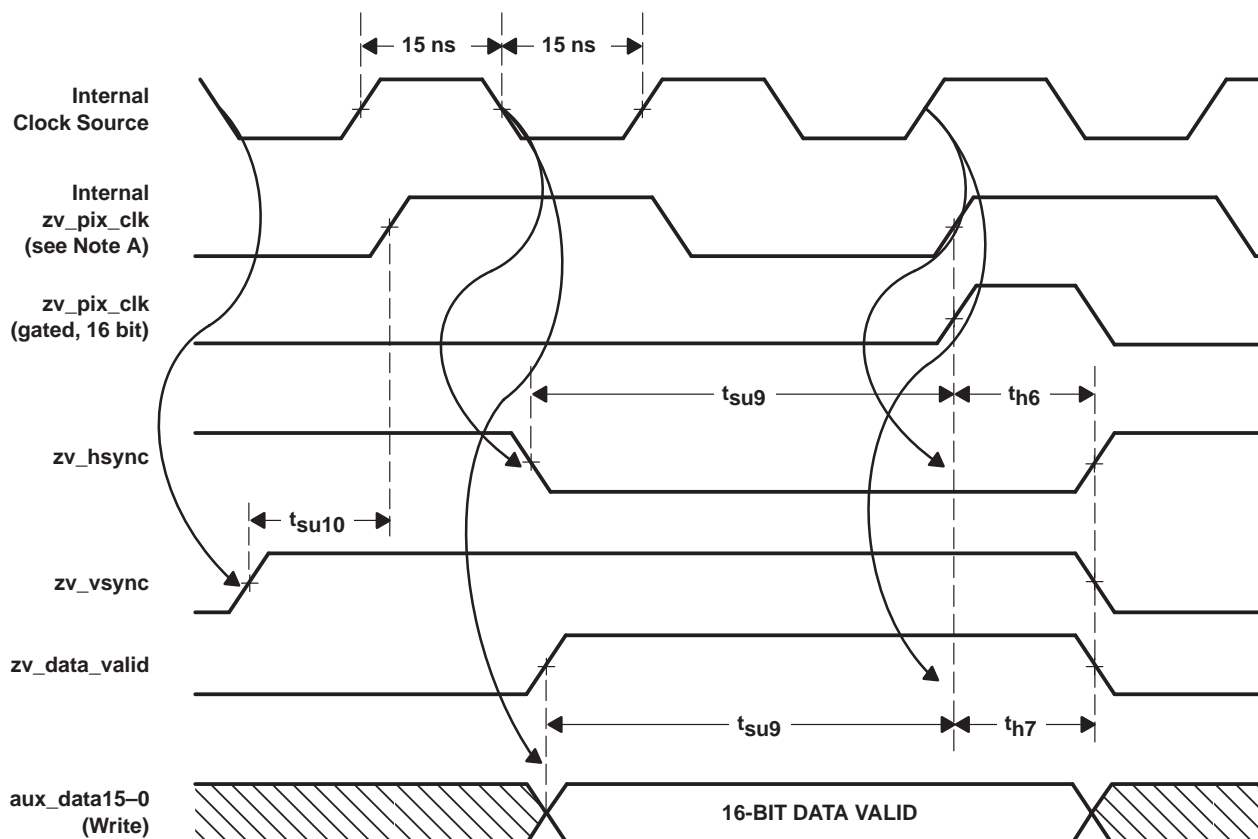 15 ns
15 ns
Internal
Clock Source
Internal
zv_pix_clk
(see Note A)
zv_pix_clk
(gated, 16 bit)
tsu9
th6
zv_hsync
tsu10
zv_vsync
zv_data_valid
tsu9
th7
aux_data15–0
(Write)
16-BIT DATA VALID